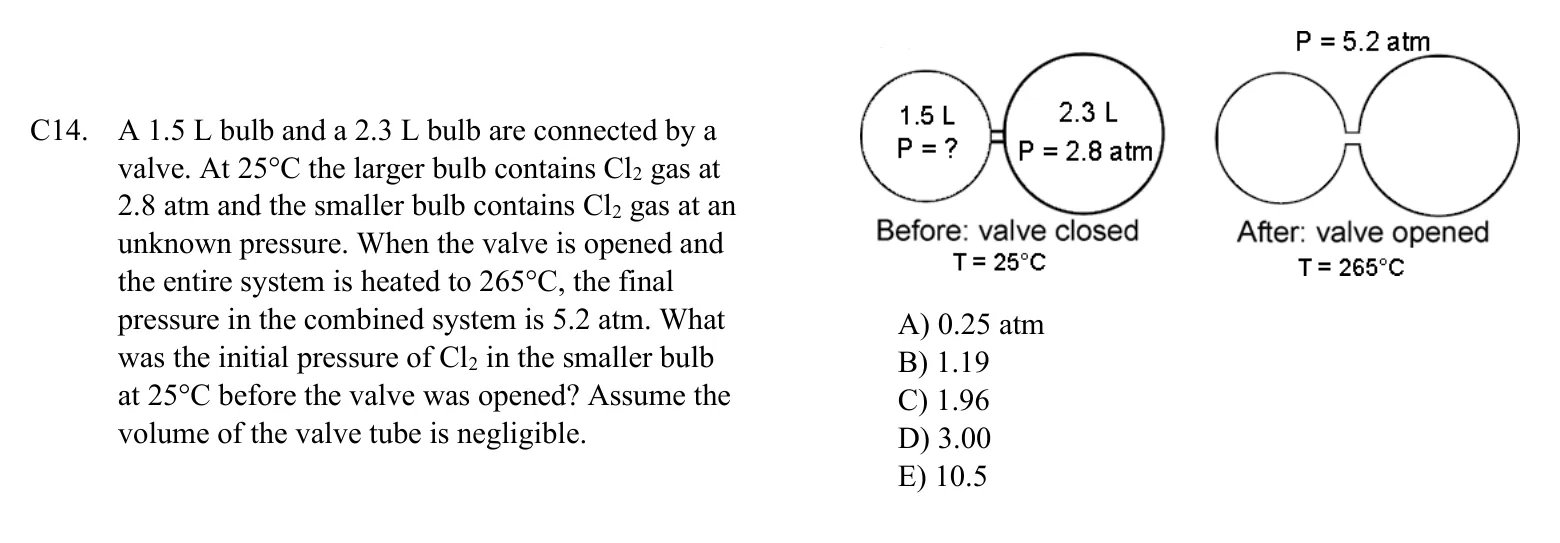 C14. A 1.5 L bulb and a 2.3 L bulb are connected by a
valve. At 25°C the larger bulb contains Cl₂ gas at
2.8 atm and the smaller bulb contains Cl₂ gas at an
unknown pressure. When the valve is opened and
the entire system is heated to 265°C, the final
pressure in the combined system is 5.2 atm. What
was the initial pressure of Cl₂ in the smaller bulb
at 25°C before the valve was opened? Assume the
volume of the valve tube is negligible.
1.5 L
P = ?
2.3 L
P = 2.8 atm
Before: valve closed
T = 25°C
P = 5.2 atm
After: valve opened
T = 265°C
A) 0.25 atm
B) 1.19
C) 1.96
D) 3.00
E) 10.5